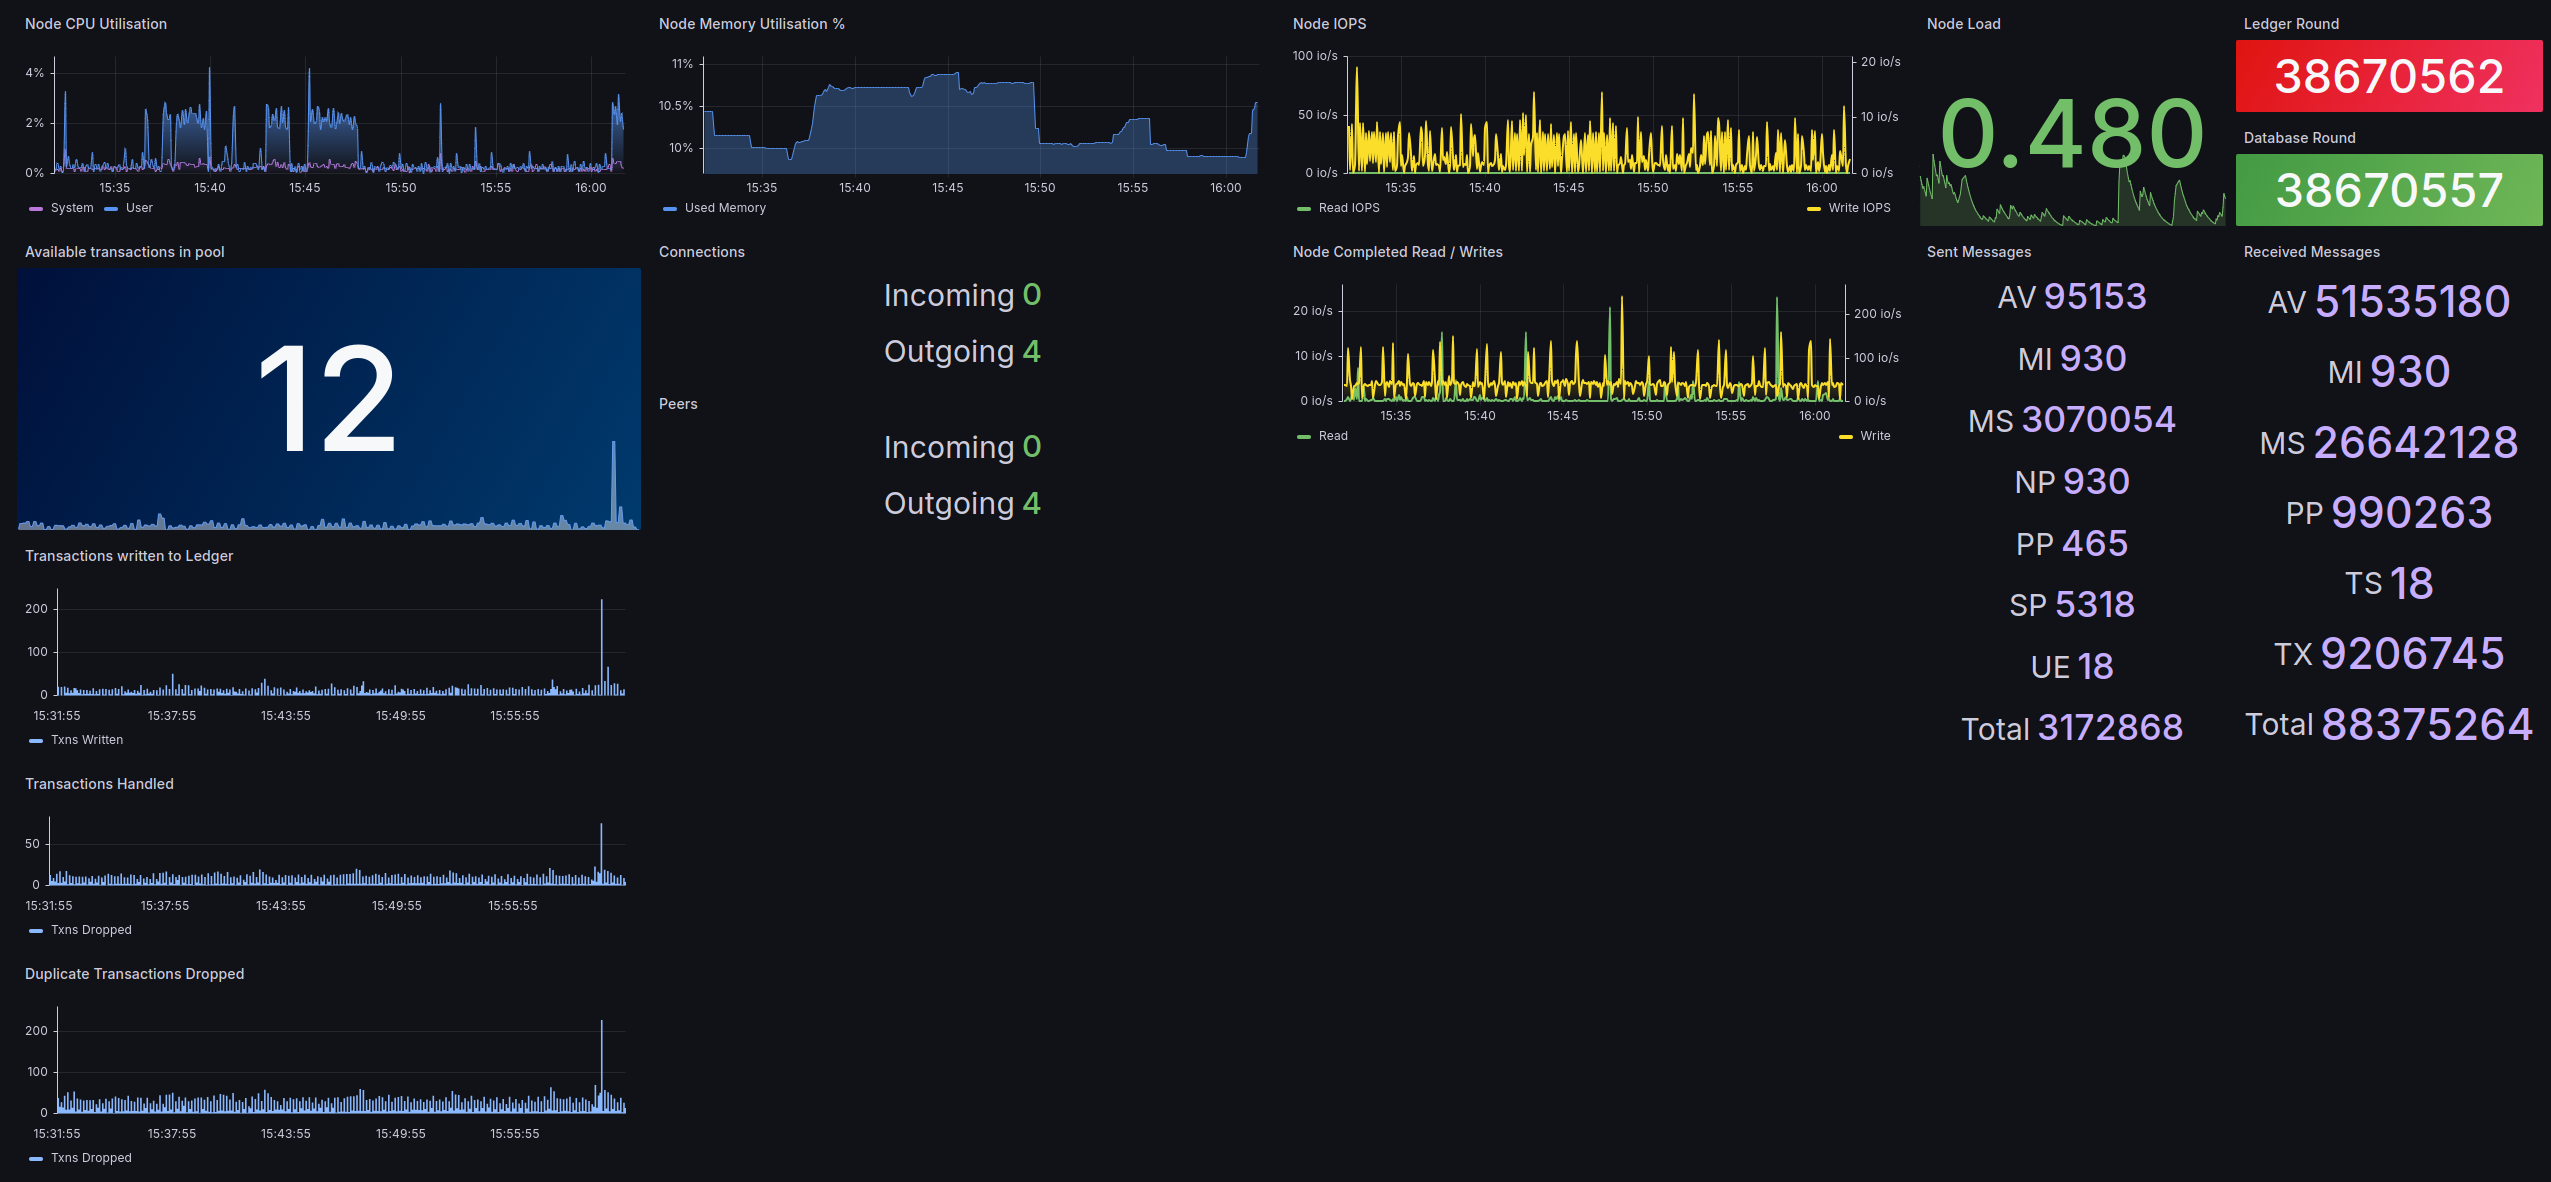 Node CPU Utilisation
4%
2%
0%
15:35 15:40 15:45 15:50 15:55 16:00
System User
Node Memory Utilisation %
11%
10.5%
10%
15:35 15:40 15:45 15:50 15:55 16:00
Used Memory
Node IOPS
100 io/s
50 io/s
0 io/s
20 io/s
10 io/s
0 io/s
15:35 15:40 15:45 15:50 15:55 16:00
Read IOPS Write IOPS
Node Load
0.480
Ledger Round
38670562
Database Round
38670557
Available transactions in pool
12
Connections
Incoming 0
Outgoing 4
Peers
Incoming 0
Outgoing 4
Node Completed Read / Writes
20 io/s
10 io/s
0 io/s
200 io/s
100 io/s
0 io/s
15:35 15:40 15:45 15:50 15:55 16:00
Read Write
Sent Messages
AV 95153
MI 930
MS 3070054
NP 930
PP 465
SP 5318
UE 18
Total 3172868
Received Messages
AV 51535180
MI 930
MS 26642128
PP 990263
TS 18
TX 9206745
Total 88375264
Transactions written to Ledger
200
100
0
15:31:55 15:37:55 15:43:55 15:49:55 15:55:55
Txns Written
Transactions Handled
50
0
15:31:55 15:37:55 15:43:55 15:49:55 15:55:55
Txns Dropped
Duplicate Transactions Dropped
200
100
0
15:31:55 15:37:55 15:43:55 15:49:55 15:55:55
Txns Dropped